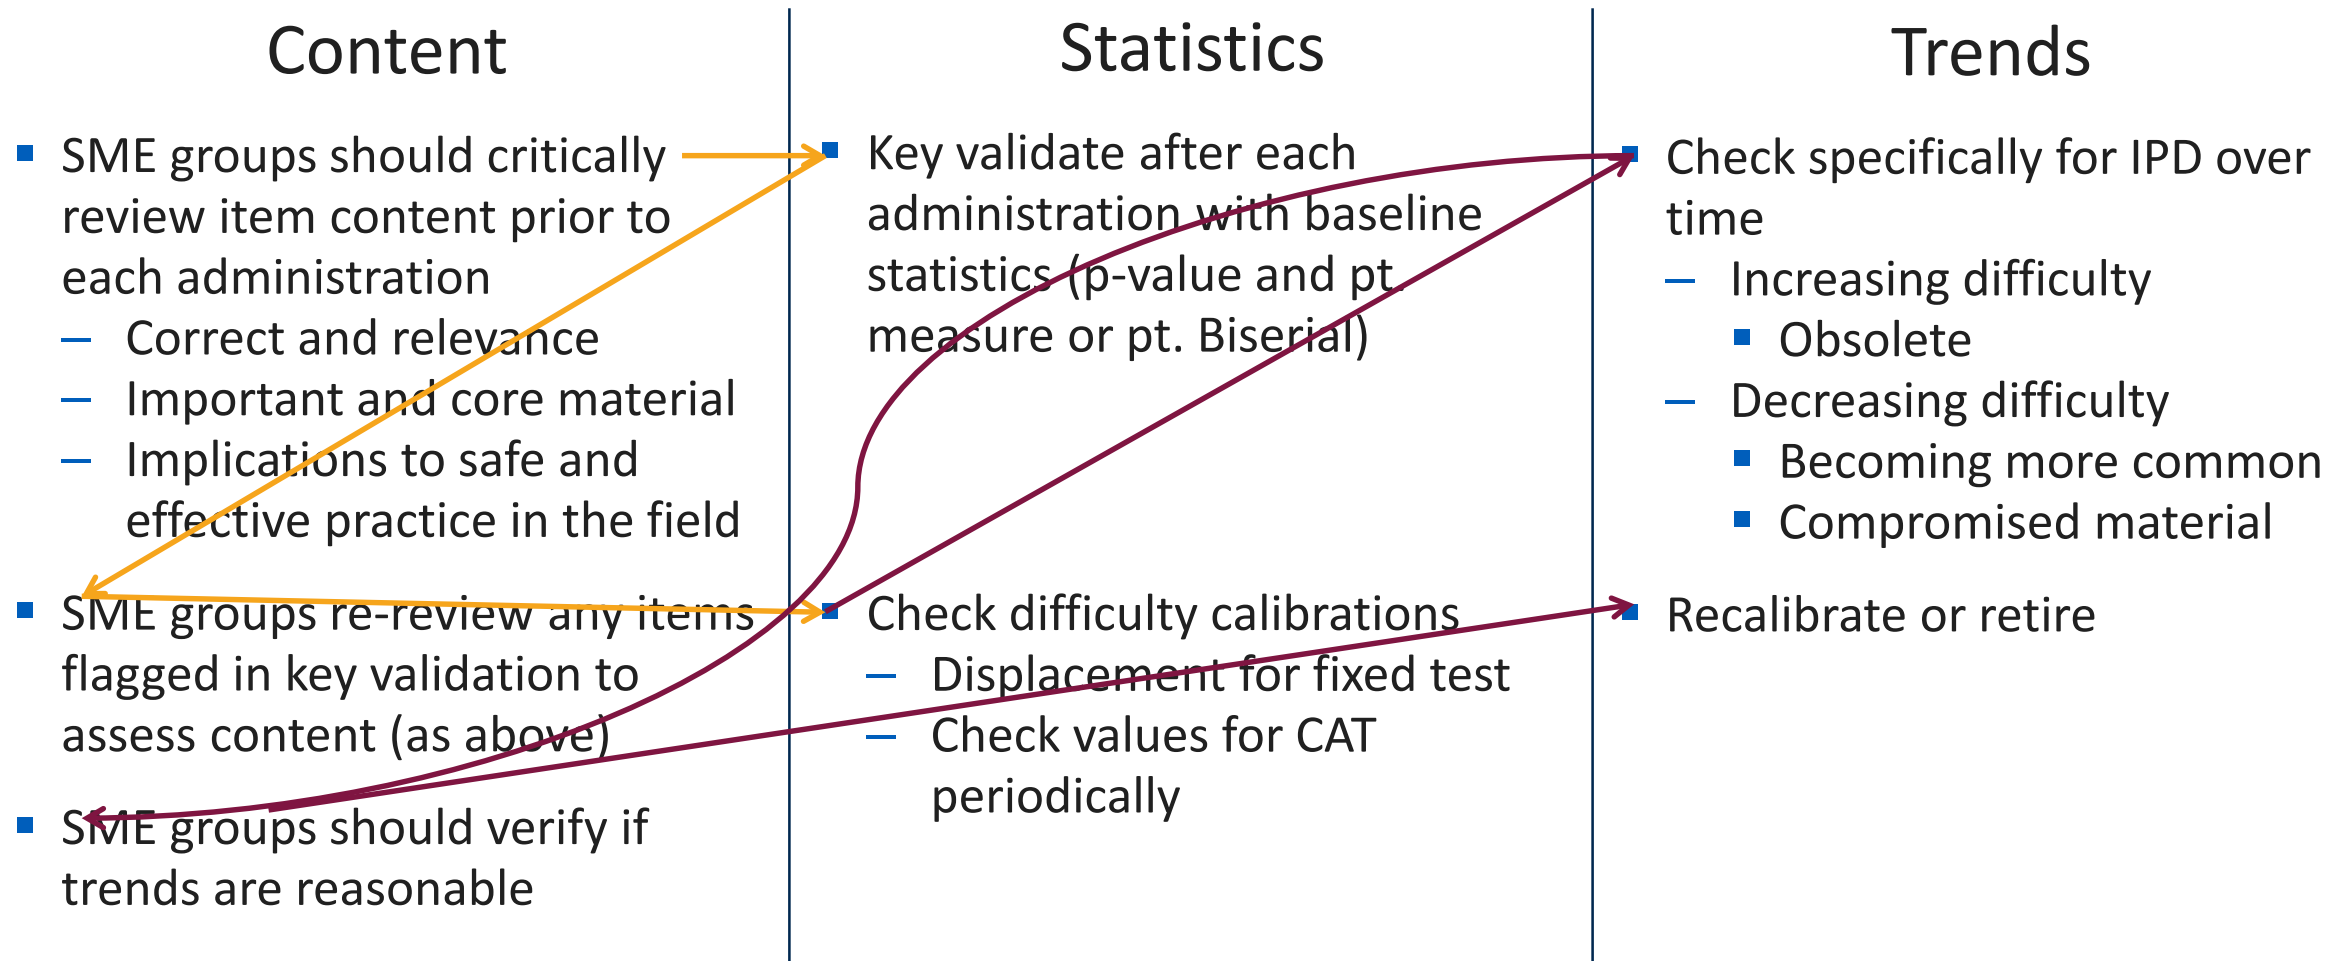 Content
SME groups should critically
review item content prior to
each administration
– Correct and relevance
– Important and core material
– Implications to safe and
effective practice in the field
SME groups re-review any items
flagged in key validation to
assess content (as above)
SME groups should verify if
trends are reasonable
Statistics
Key validate after each
administration with baseline
statistics (p-value and pt.
measure or pt. Biserial)
Check difficulty calibrations
– Displacement for fixed test
– Check values for CAT
periodically
Trends
Check specifically for IPD over
time
– Increasing difficulty
Obsolete
– Decreasing difficulty
Becoming more common
Compromised material
Recalibrate or retire